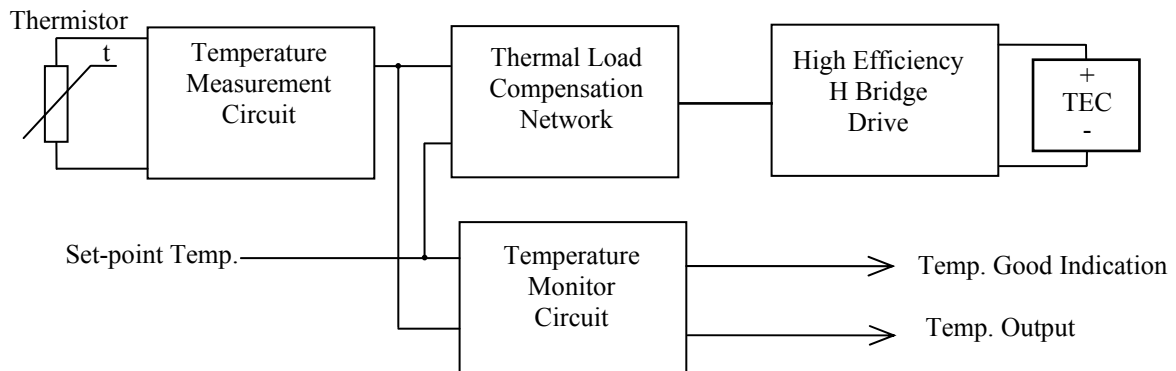 Thermistor
t
Temperature
Measurement
Circuit
Thermal Load
Compensation
Network
High Efficiency
H Bridge
Drive
+
TEC
-
Set-point Temp.
Temperature
Monitor
Circuit
Temp. Good Indication
Temp. Output